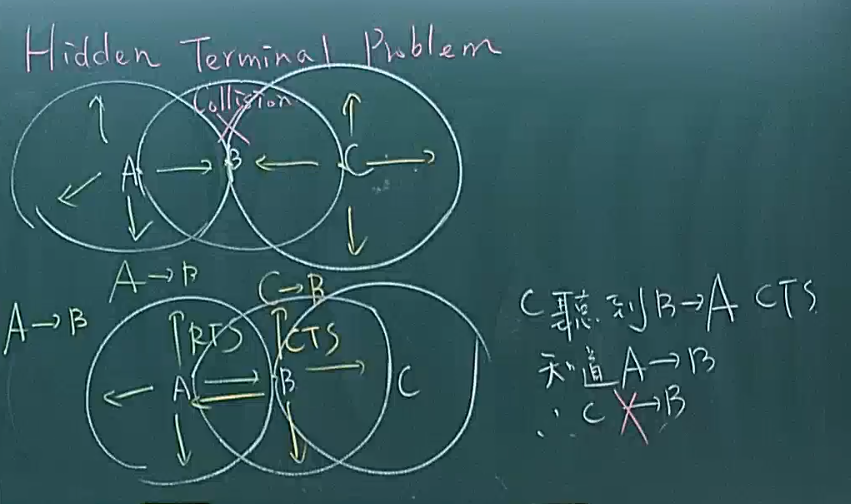 Hidden Terminal Problem
Collision
A → B ← C →
A → B
C → B
A → B
RTS
CTS
A B C
C 聽到 B → A CTS
知道 A → B
∴ C → B